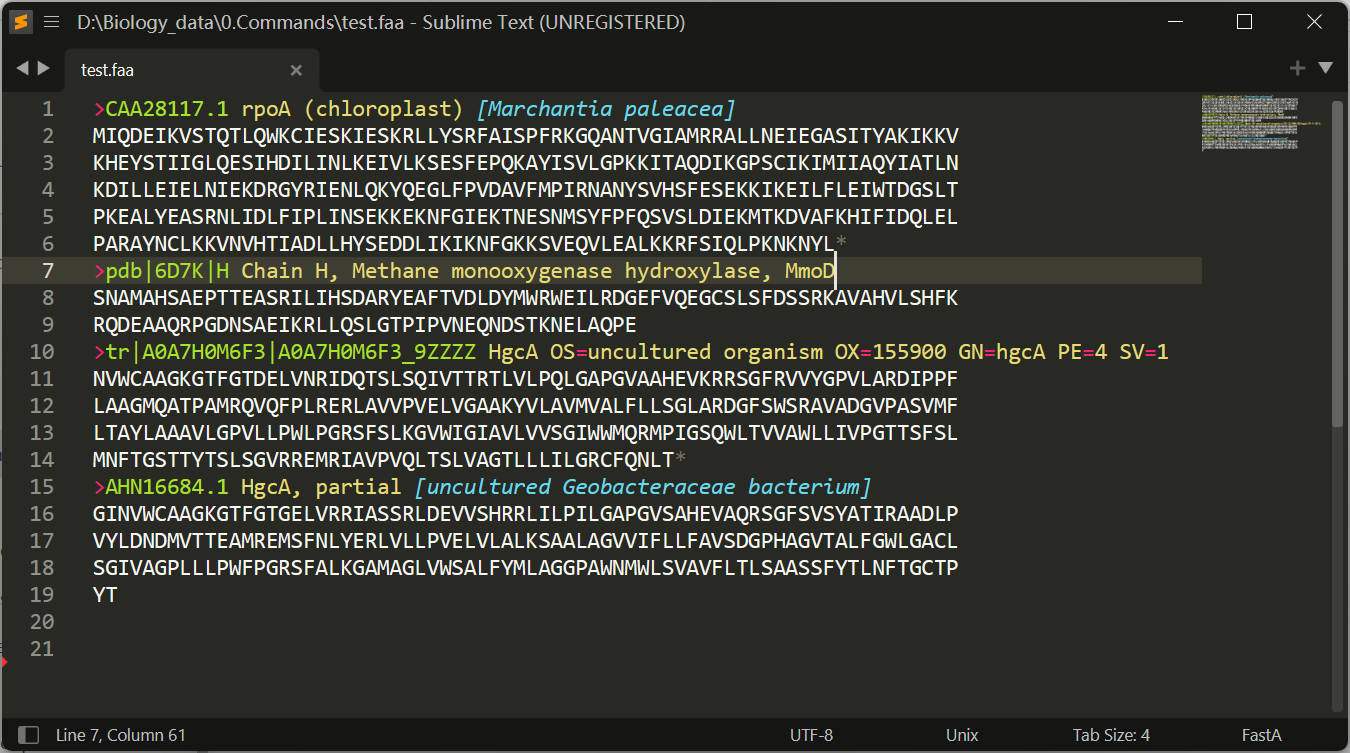 D:\Biology_data\0.Commands\test.faa - Sublime Text (UNREGISTERED)
test.faa
1 >CAA28117.1 rpoA (chloroplast) [Marchantia paleacea]
2 MIQDEIKVSTQTLQWKCIESKIESKRLLYSRFAISPFRKGQANTVGIAMRRALLNEIEGASITYAKIKKV
3 KHEYSTIIGLQESIHDILINLKEIVLKSESFEPQKAYISVLGPKKITAQDIKGPSCIKIMIIAQYIATLN
4 KDILLEIELNIEKDRGYRIENLQKYQEGLFPVDAVFMPIRNANYSVHSFESEKKIKEILFLEIWTDGSLT
5 PKEALYEASRNLIDLFIPLINSEKKEKNFGIEKTNESNMSYFPFQSVSLDIEKMTKDVAFKHIFIDQLEL
6 PARAYNCLKKVNVHTIADLLHYSEDDLIKIKNFGKKSVEQVLEALKKRFSIQLPKNKNYL*
7 >pdb|6D7K|H Chain H, Methane monooxygenase hydroxylase, MmoD
8 SNAMAHSAEPTTEASRILIHSDARYEAFTVDLDYMWRWEILRDGEFVQEGCSLSFDSSRKAVAHVLSHFK
9 RQDEAAQRPGDNSAEIKRLLQSLGTPIPVNEQNDSTKNELAQPE
10 >tr|A0A7H0M6F3|A0A7H0M6F3_9ZZZZ HgcA OS=uncultured organism OX=155900 GN=hgcA PE=4 SV=1
11 NVWCAAGKGTFGTDELVNRIDQTSLSQIVTTRTLVLPQLGAPGVAAHEVKRRSGFRVVYGPVLARDIPPF
12 LAAGMQATPAMRQVQFPLRERLAVVPVELVGAAKYVLAVMVALFLLSGLARDGFSWSRAVADGVPASVMF
13 LTAYLAAAVLGPVLLPWLPGRSFSLKGVWIGIAVLVVSGIWWMQRMPIGSQWLTVVAWLLIVPGTTSFSL
14 MNFTGSTTYTSLSGVRREMRIAVPVQLTSLVAGTLLLILGRCFQNLT*
15 >AHN16684.1 HgcA, partial [uncultured Geobacteraceae bacterium]
16 GINVWCAAGKGTFGTGELVRRIASSRLDEVVSHRRLILPILGAPGVSAHEVAQRSGFSVSYATIRAADLP
17 VYLDNDMVTTEAMREMSFNLYERLVLLPVELVLALKSAALAGVVIFLLFAVSDGPHAGVTALFGWLGACL
18 SGIVAGPLLLPWFPGRSFALKGAMAGLVWSALFYMLAGGPAWNMWLSVAVFLTLSAASSFYTLNFTGCTP
19 YT
20
21
Line 7, Column 61 UTF-8 Unix Tab Size: 4 FastA